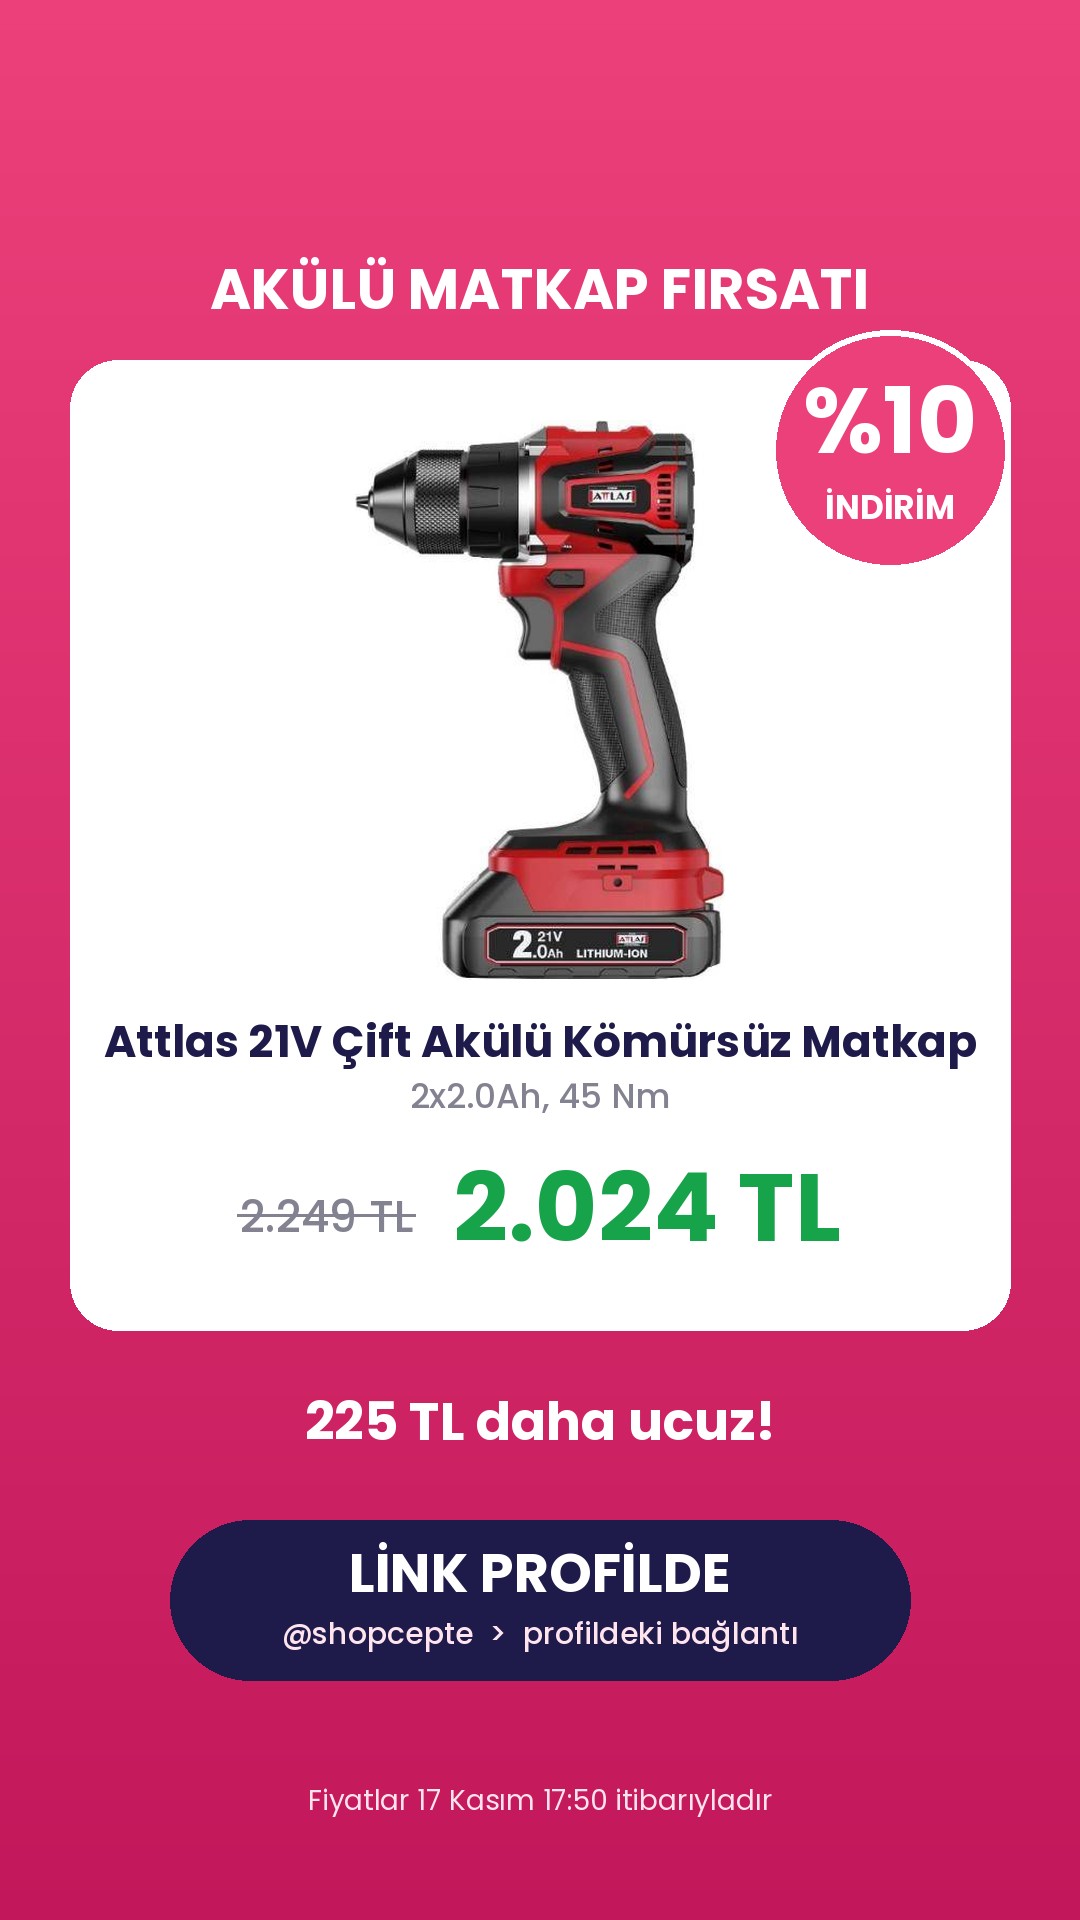 AKÜLÜ MATKAP FIRSATI
%10
İNDİRİM
ATTLAS
2.0Ah 21V
ATTLAS
LITHIUM-ION
Attlas 21V Çift Akülü Kömürsüz Matkap
2x2.0Ah, 45 Nm
2.249 TL 2.024 TL
225 TL daha ucuz!
LİNK PROFİLDE
@shopcepte > profildeki bağlantı
Fiyatlar 17 Kasım 17:50 itibarıyladır